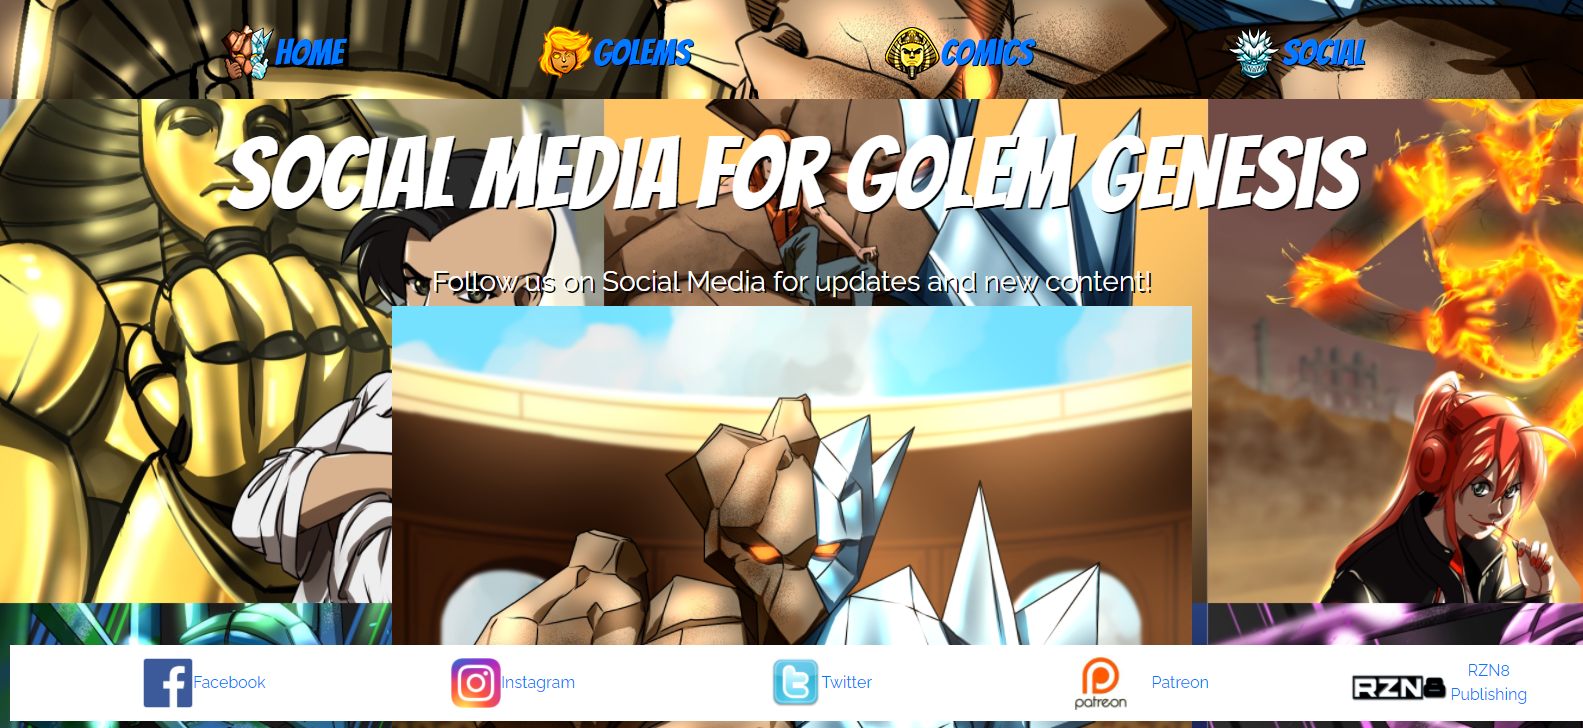 HOME
GOLEMS
COMICS
SOCIAL
SOCIAL MEDIA FOR GOLEM GENESIS
Follow us on Social Media for updates and new content!
Facebook
Instagram
Twitter
Patreon
patreon
RZN8
RZN8
Publishing